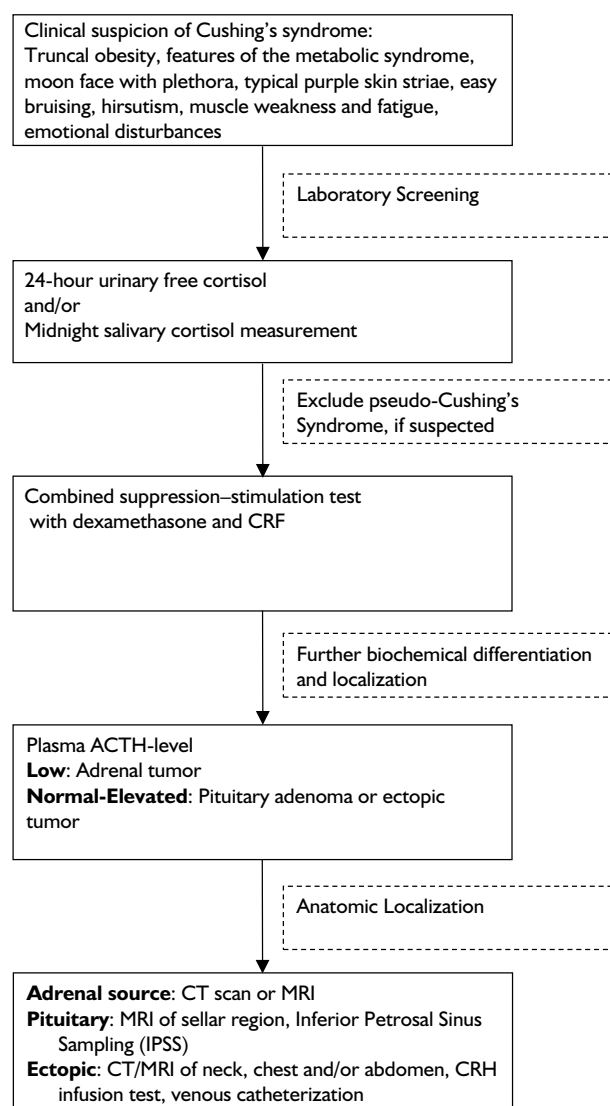 Clinical suspicion of Cushing’s syndrome:
Truncal obesity, features of the metabolic syndrome,
moon face with plethora, typical purple skin striae, easy
bruising, hirsutism, muscle weakness and fatigue,
emotional disturbances
Laboratory Screening
24-hour urinary free cortisol
and/or
Midnight salivary cortisol measurement
Exclude pseudo-Cushing’s
Syndrome, if suspected
Combined suppression–stimulation test
with dexamethasone and CRF
Further biochemical differentiation
and localization
Plasma ACTH-level
Low: Adrenal tumor
Normal-Elevated: Pituitary adenoma or ectopic
tumor
Anatomic Localization
Adrenal source: CT scan or MRI
Pituitary: MRI of sellar region, Inferior Petrosal Sinus
Sampling (IPSS)
Ectopic: CT/MRI of neck, chest and/or abdomen, CRH
infusion test, venous catheterization